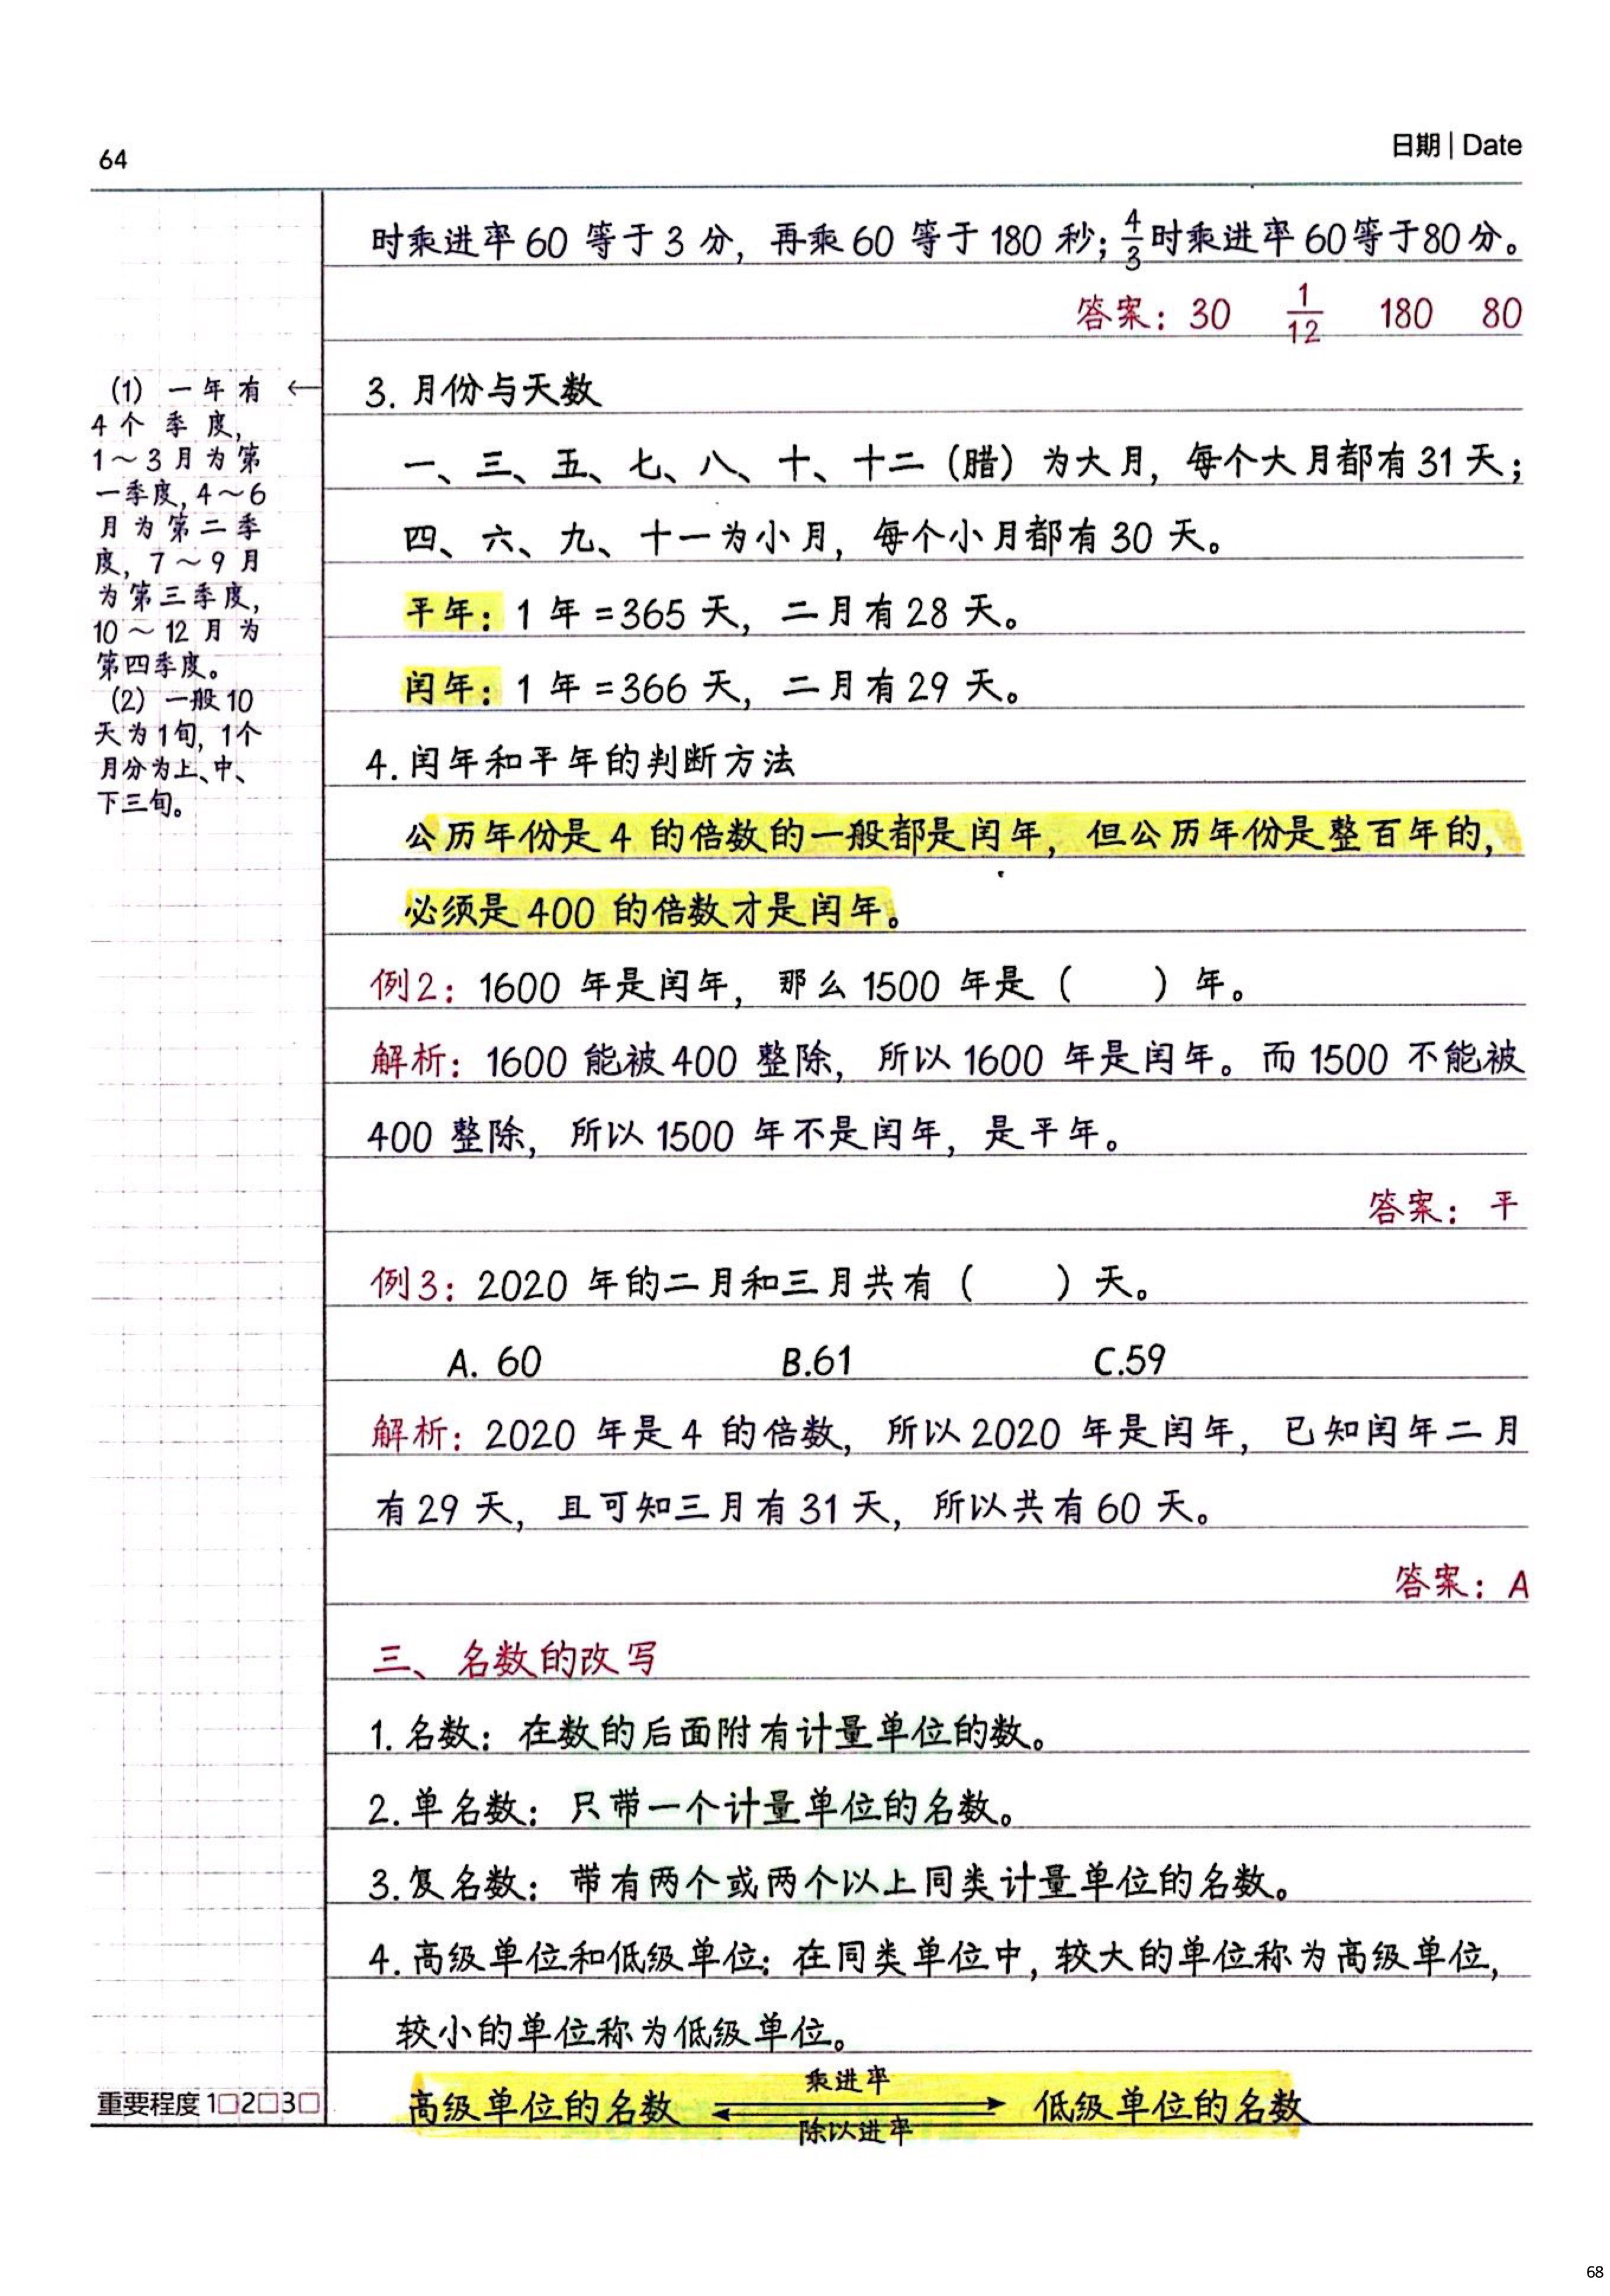 64
日期 | Date
时乘进率60等于3分，再乘60等于180秒；4/3时乘进率60等于80分。
答案：30 1/12 180 80
(1) 一年有
4个季度，
1～3月为第
一季度，4～6
月为第二季
度，7～9月
为第三季度，
10～12月为
第四季度。
(2) 一般10
天为1旬，1个
月分为上、中、
下三旬。
←
3. 月份与天数
一、三、五、七、八、十、十二（腊）为大月，每个大月都有31天；
四、六、九、十一为小月，每个小月都有30天。
平年：1年=365天，二月有28天。
闰年：1年=366天，二月有29天。
4. 闰年和平年的判断方法
公历年份是4的倍数的一般都是闰年，但公历年份是整百年的，
必须是400的倍数才是闰年。
例2：1600年是闰年，那么1500年是（ ）年。
解析：1600能被400整除，所以1600年是闰年。而1500不能被
400整除，所以1500年不是闰年，是平年。
答案：平
例3：2020年的二月和三月共有（ ）天。
A. 60 B.61 C.59
解析：2020年是4的倍数，所以2020年是闰年，已知闰年二月
有29天，且可知三月有31天，所以共有60天。
答案：A
三、名数的改写
1. 名数：在数的后面附有计量单位的数。
2. 单名数：只带一个计量单位的名数。
3. 复名数：带有两个或两个以上同类计量单位的名数。
4. 高级单位和低级单位：在同类单位中，较大的单位称为高级单位，
较小的单位称为低级单位。
乘进率
高级单位的名数 ⇄ 低级单位的名数
除以进率
重要程度 1□2□3□
68